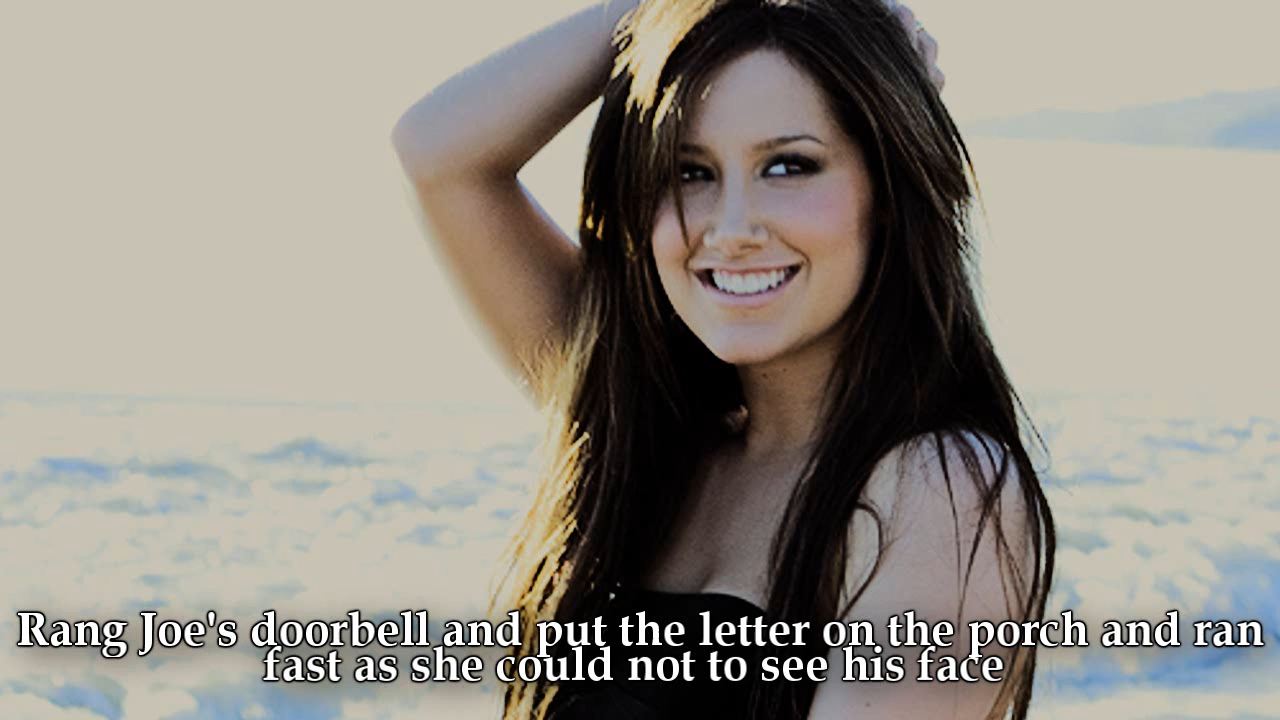 Rang Joe's doorbell and put the letter on the porch and ran
fast as she could not to see his face